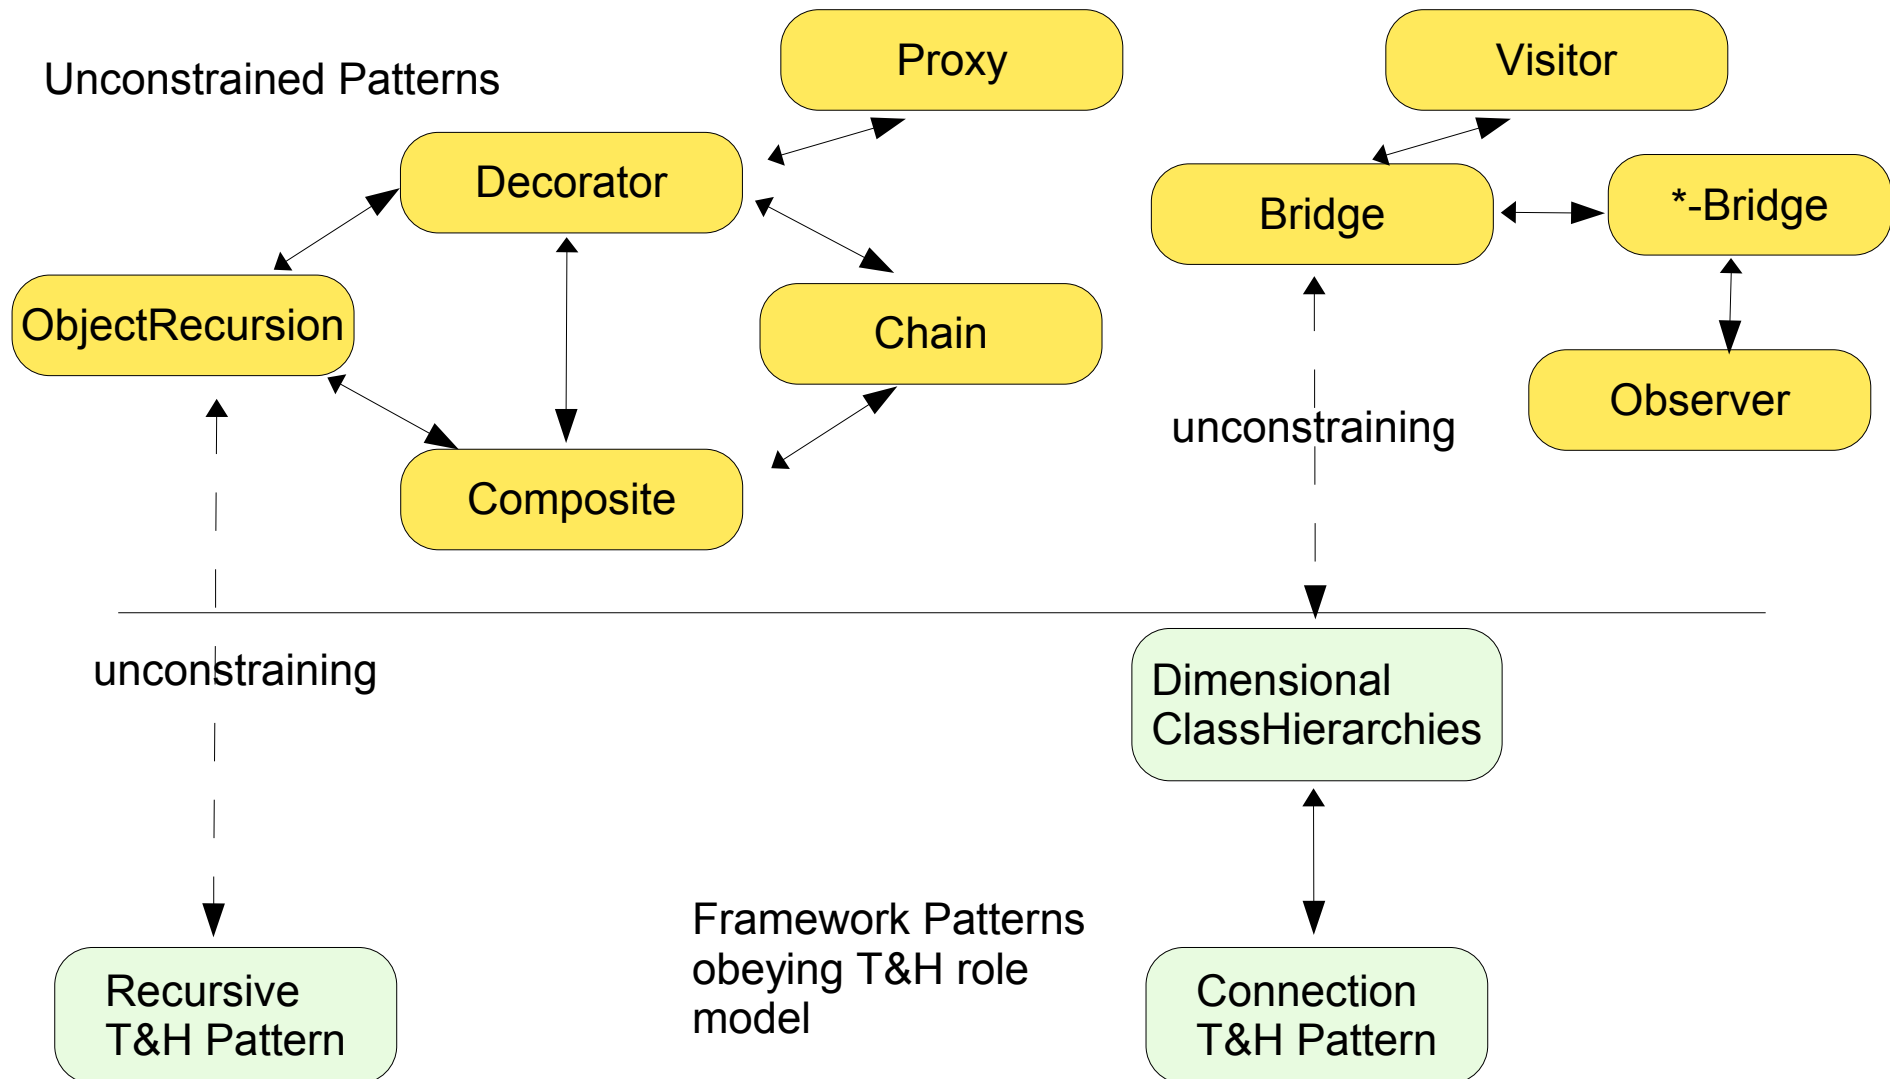 Unconstrained Patterns
Proxy
Visitor
Decorator
Bridge
*-Bridge
ObjectRecursion
Chain
Observer
unconstraining
Composite
unconstraining
Dimensional
ClassHierarchies
Framework Patterns
obeying T&H role
model
Recursive
T&H Pattern
Connection
T&H Pattern